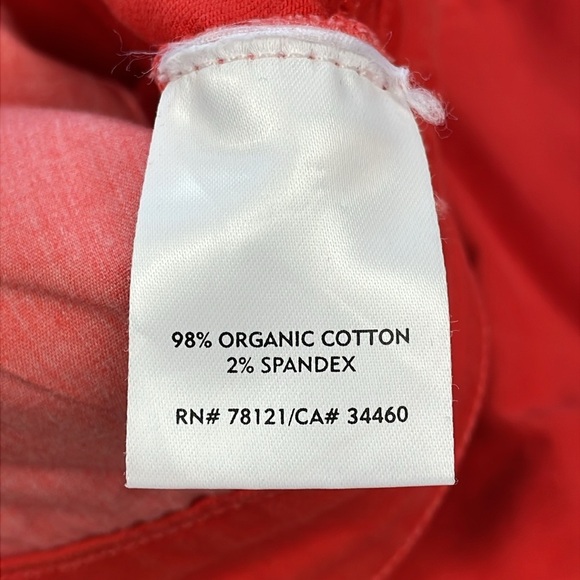 98% ORGANIC COTTON
2% SPANDEX
RN# 78121/CA# 34460